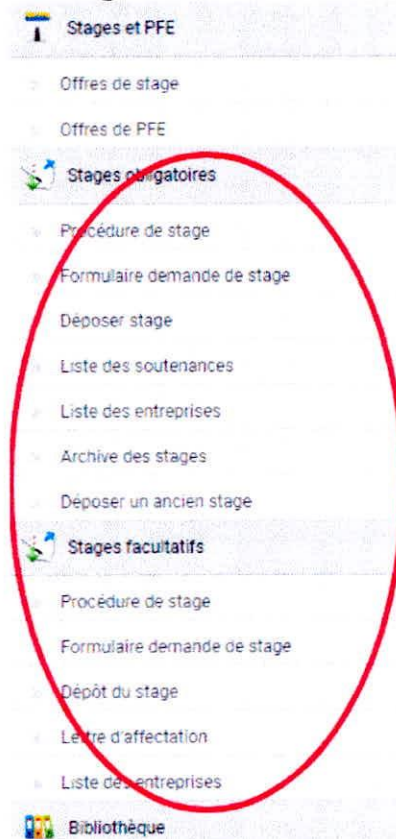 Stages et PFE
Offres de stage
Offres de PFE
Stages obligatoires
Procédure de stage
Formulaire demande de stage
Déposer stage
Liste des soutenances
Liste des entreprises
Archive des stages
Déposer un ancien stage
Stages facultatifs
Procédure de stage
Formulaire demande de stage
Dépôt du stage
Lettre d'affectation
Liste des entreprises
Bibliothèque